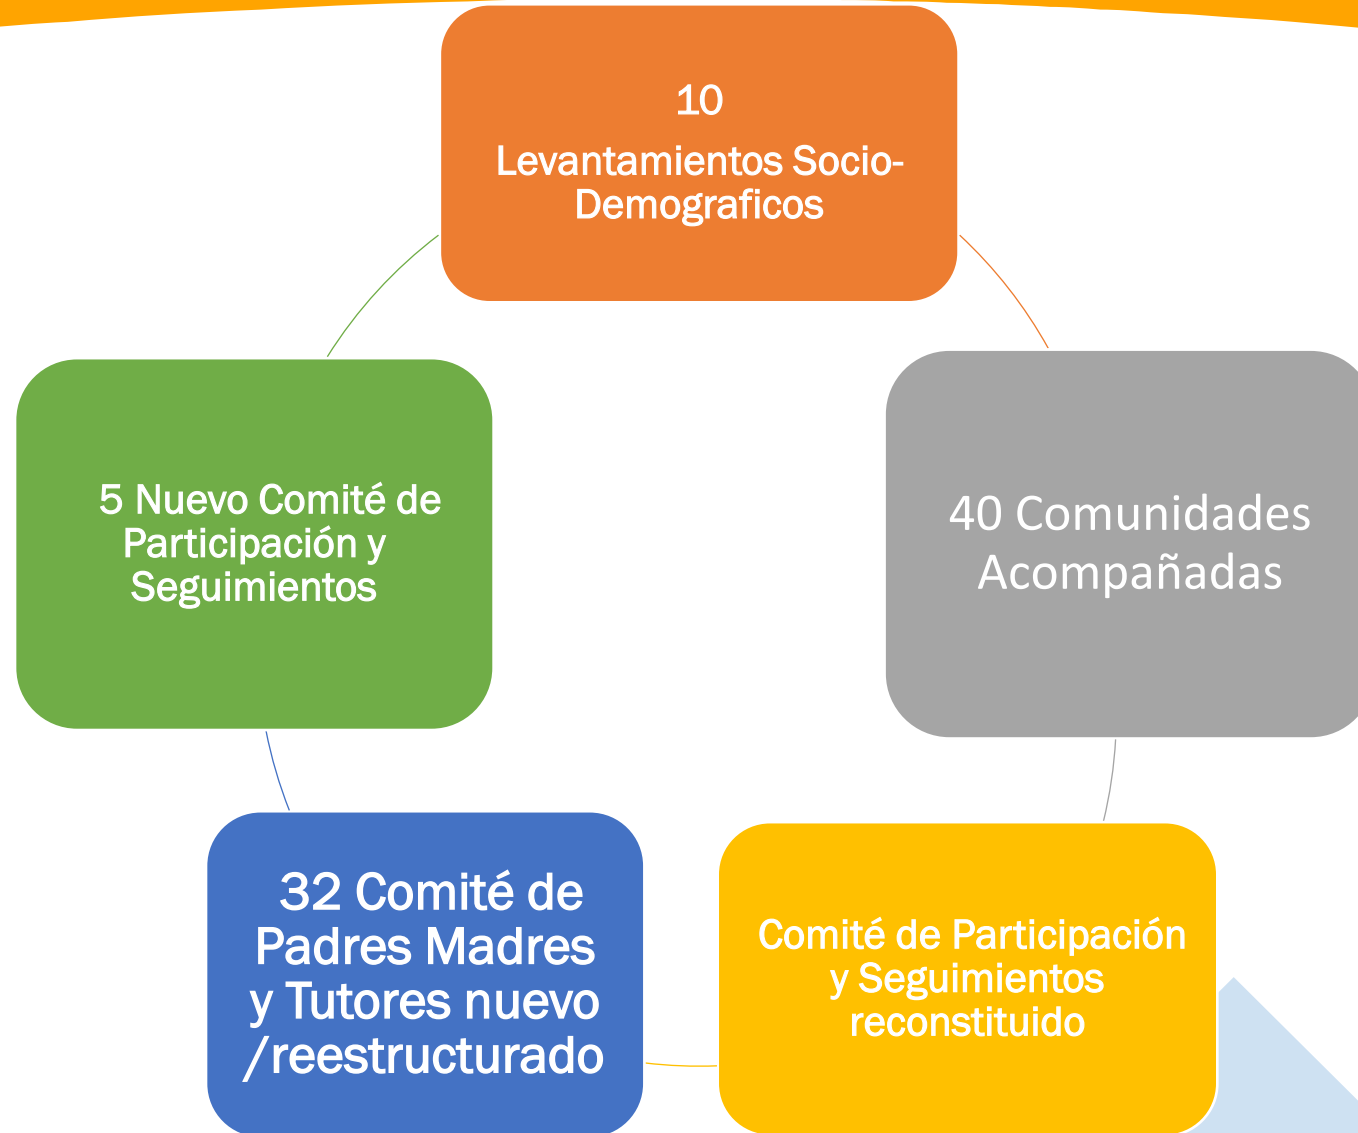 10
Levantamientos Socio-
Demograficos
5 Nuevo Comité de
Participación y
Seguimientos
40 Comunidades
Acompañadas
32 Comité de
Padres Madres
y Tutores nuevo
/reestructurado
Comité de Participación
y Seguimientos
reconstituido